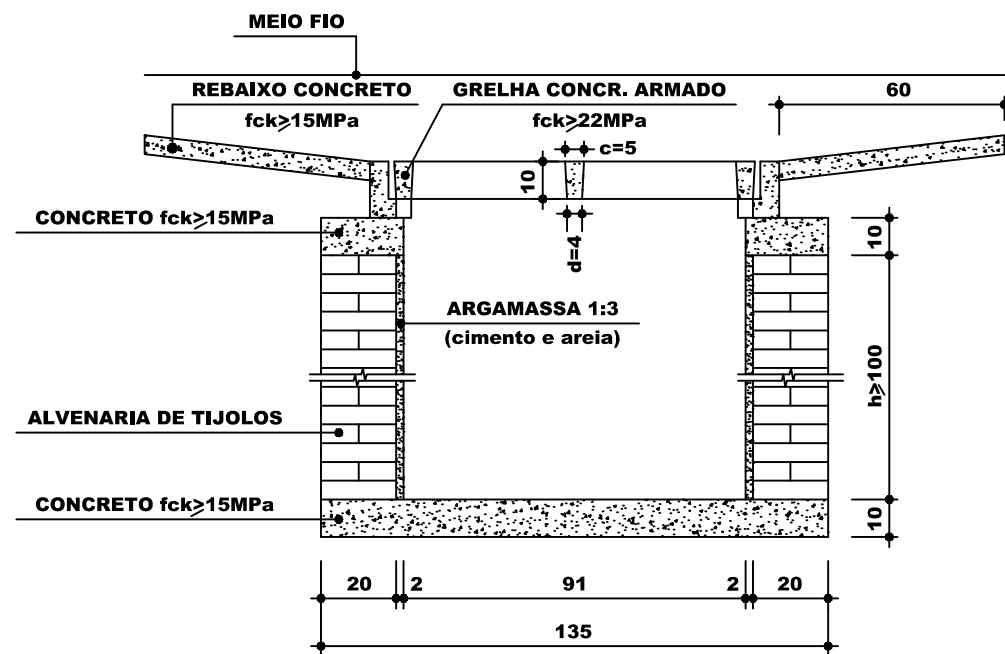 MEIO FIO
REBAIXO CONCRETO
fck≥15MPa
GRELHA CONCR. ARMADO
fck≥22MPa
60
c=5
10
CONCRETO fck≥15MPa
10
d=4
ARGAMASSA 1:3
(cimento e areia)
h≥100
ALVENARIA DE TIJOLOS
CONCRETO fck≥15MPa
10
20
2
91
2
20
135